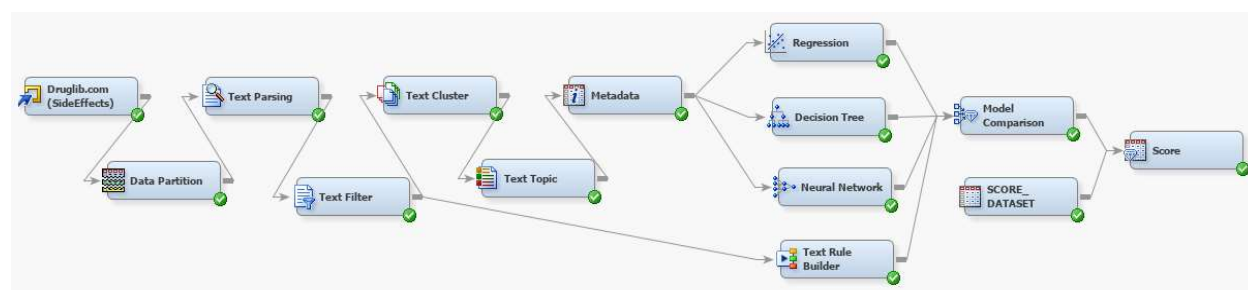 Druglib.com
(SideEffects)
Data Partition
Text Parsing
Text Filter
Text Cluster
Text Topic
Metadata
Regression
Decision Tree
Neural Network
Text Rule
Builder
Model
Comparison
SCORE_
DATASET
Score